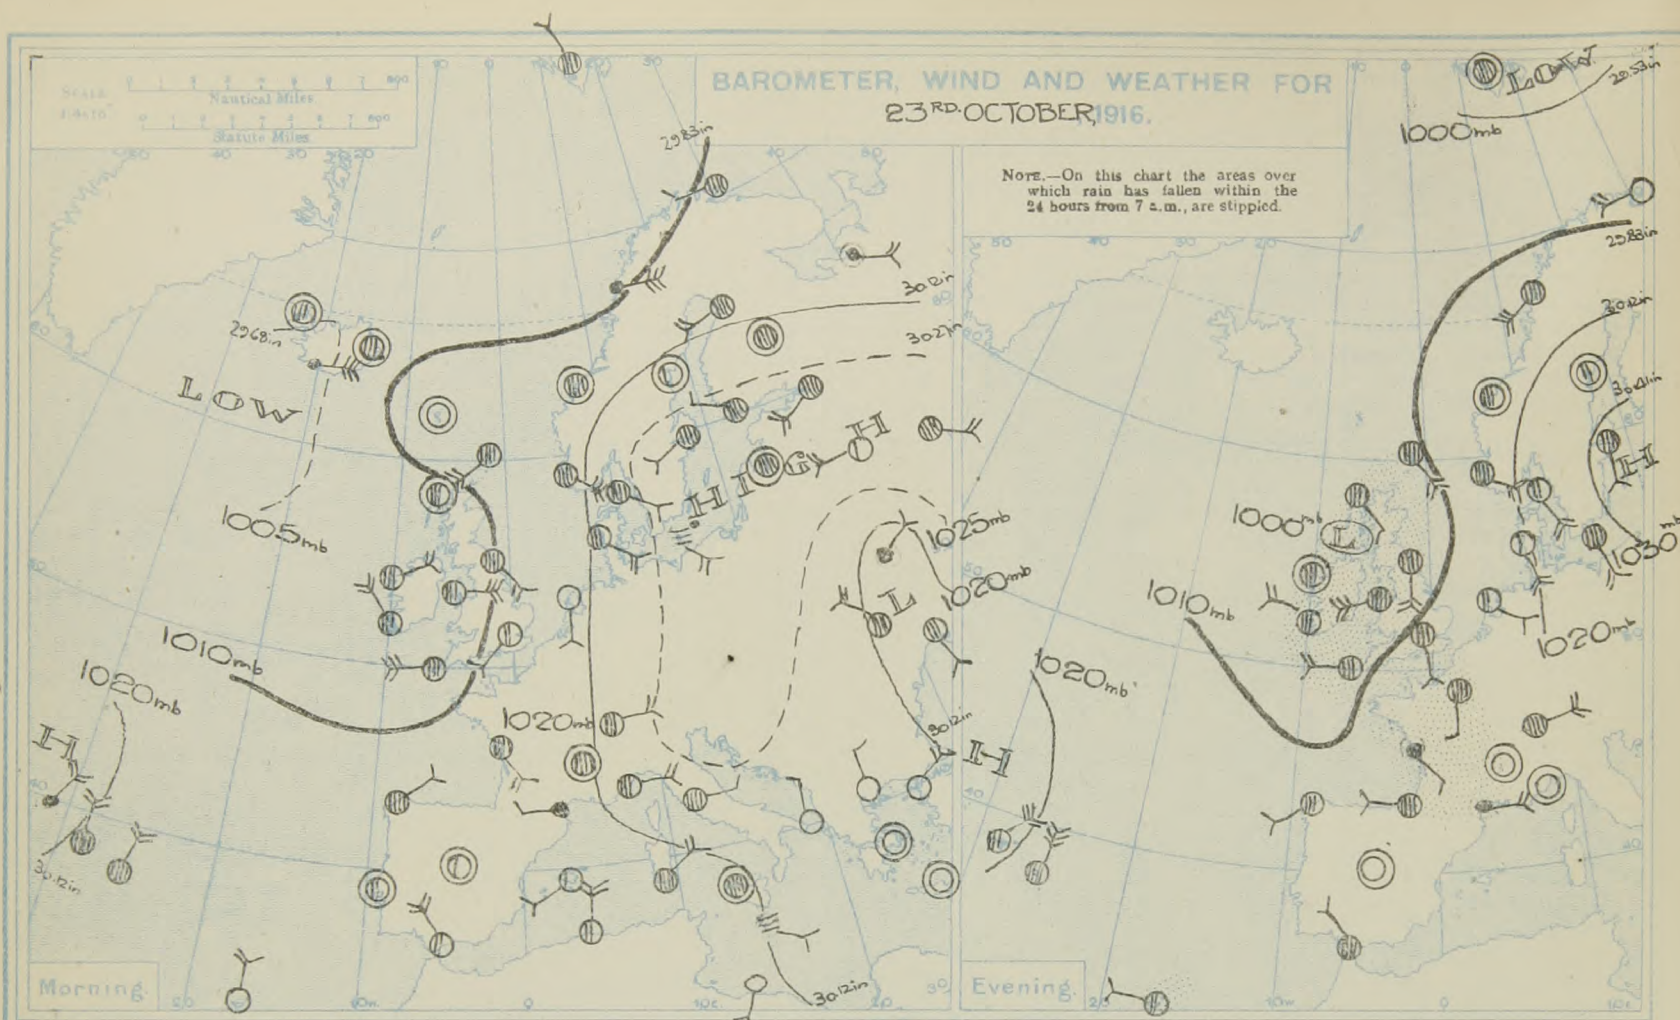 BAROMETER, WIND AND WEATHER FOR
23RD. OCTOBER, 1916.
NOTE.—On this chart the areas over
which rain has fallen within the
24 hours from 7 a.m., are stippled.
SCALE
Nautical Miles
Statute Miles
29.83in
30.12in
30.27in
29.68in
LOW
1005mb
HIGH
1025mb
1020mb
L
1010mb
1020mb
H
30.12in
1020mb
30.12in
H
30.12in
Morning.
LOW
1000mb
29.53in
29.83in
30.12in
30.41in
H
1030mb
1000mb
L
1010mb
1020mb
1020mb
Evening.